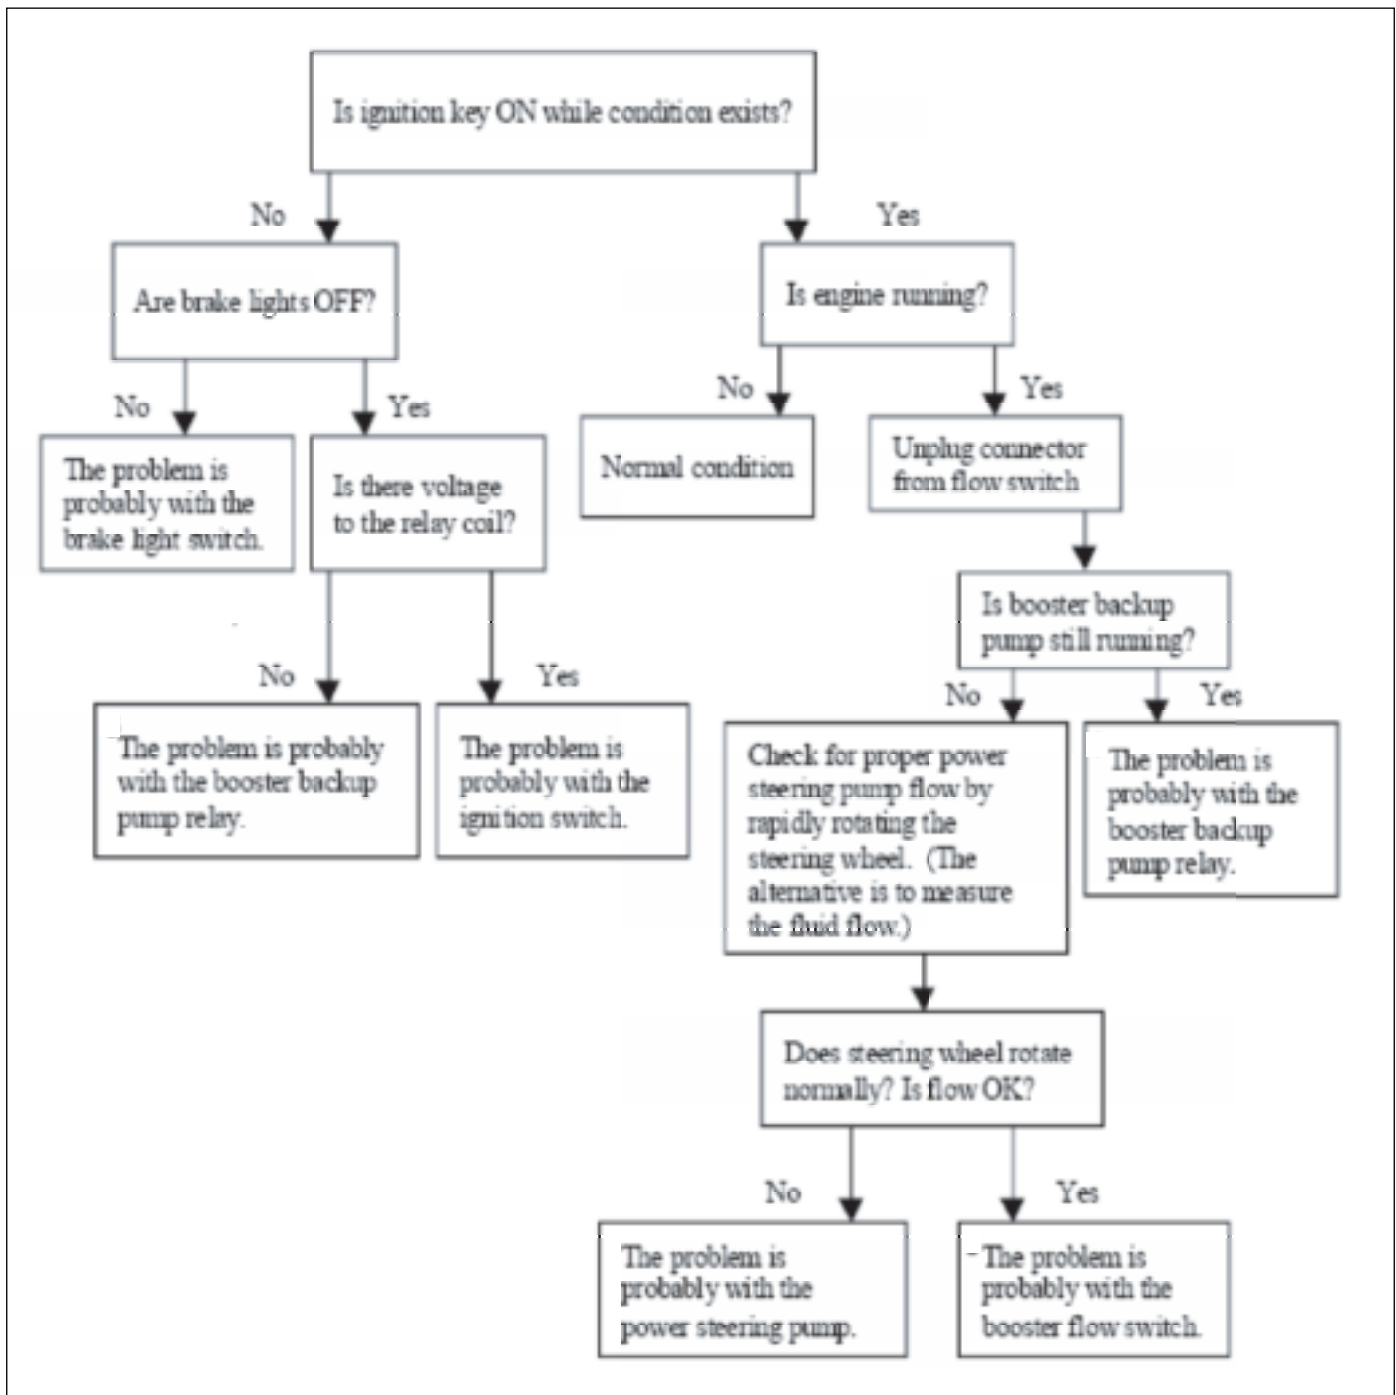 Is ignition key ON while condition exists?
No
Yes
Are brake lights OFF?
Is engine running?
No
Yes
No
Yes
The problem is
probably with the
brake light switch.
Is there voltage
to the relay coil?
Normal condition
Unplug connector
from flow switch
Is booster backup
pump still running?
No
Yes
No
Yes
The problem is probably
with the booster backup
pump relay.
The problem is
probably with the
ignition switch.
Check for proper power
steering pump flow by
rapidly rotating the
steering wheel. (The
alternative is to measure
the fluid flow.)
The problem is
probably with the
booster backup
pump relay.
Does steering wheel rotate
normally? Is flow OK?
No
Yes
The problem is
probably with the
power steering pump.
The problem is
probably with the
booster flow switch.